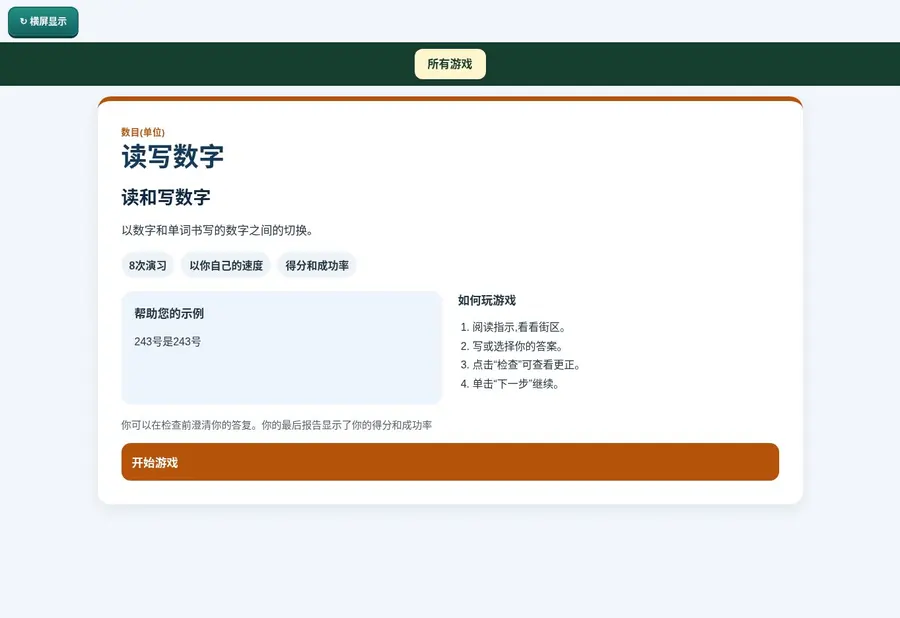 ↻ 横屏显示
所有游戏
数目(单位)
读写数字
读和写数字
以数字和单词书写的数字之间的切换。
8次演习 以你自己的速度 得分和成功率
帮助您的示例
243号是243号
如何玩游戏
1. 阅读指示,看看街区。
2. 写或选择你的答案。
3. 点击“检查”可查看更正。
4. 单击“下一步”继续。
你可以在检查前澄清你的答复。你的最后报告显示了你的得分和成功率
开始游戏